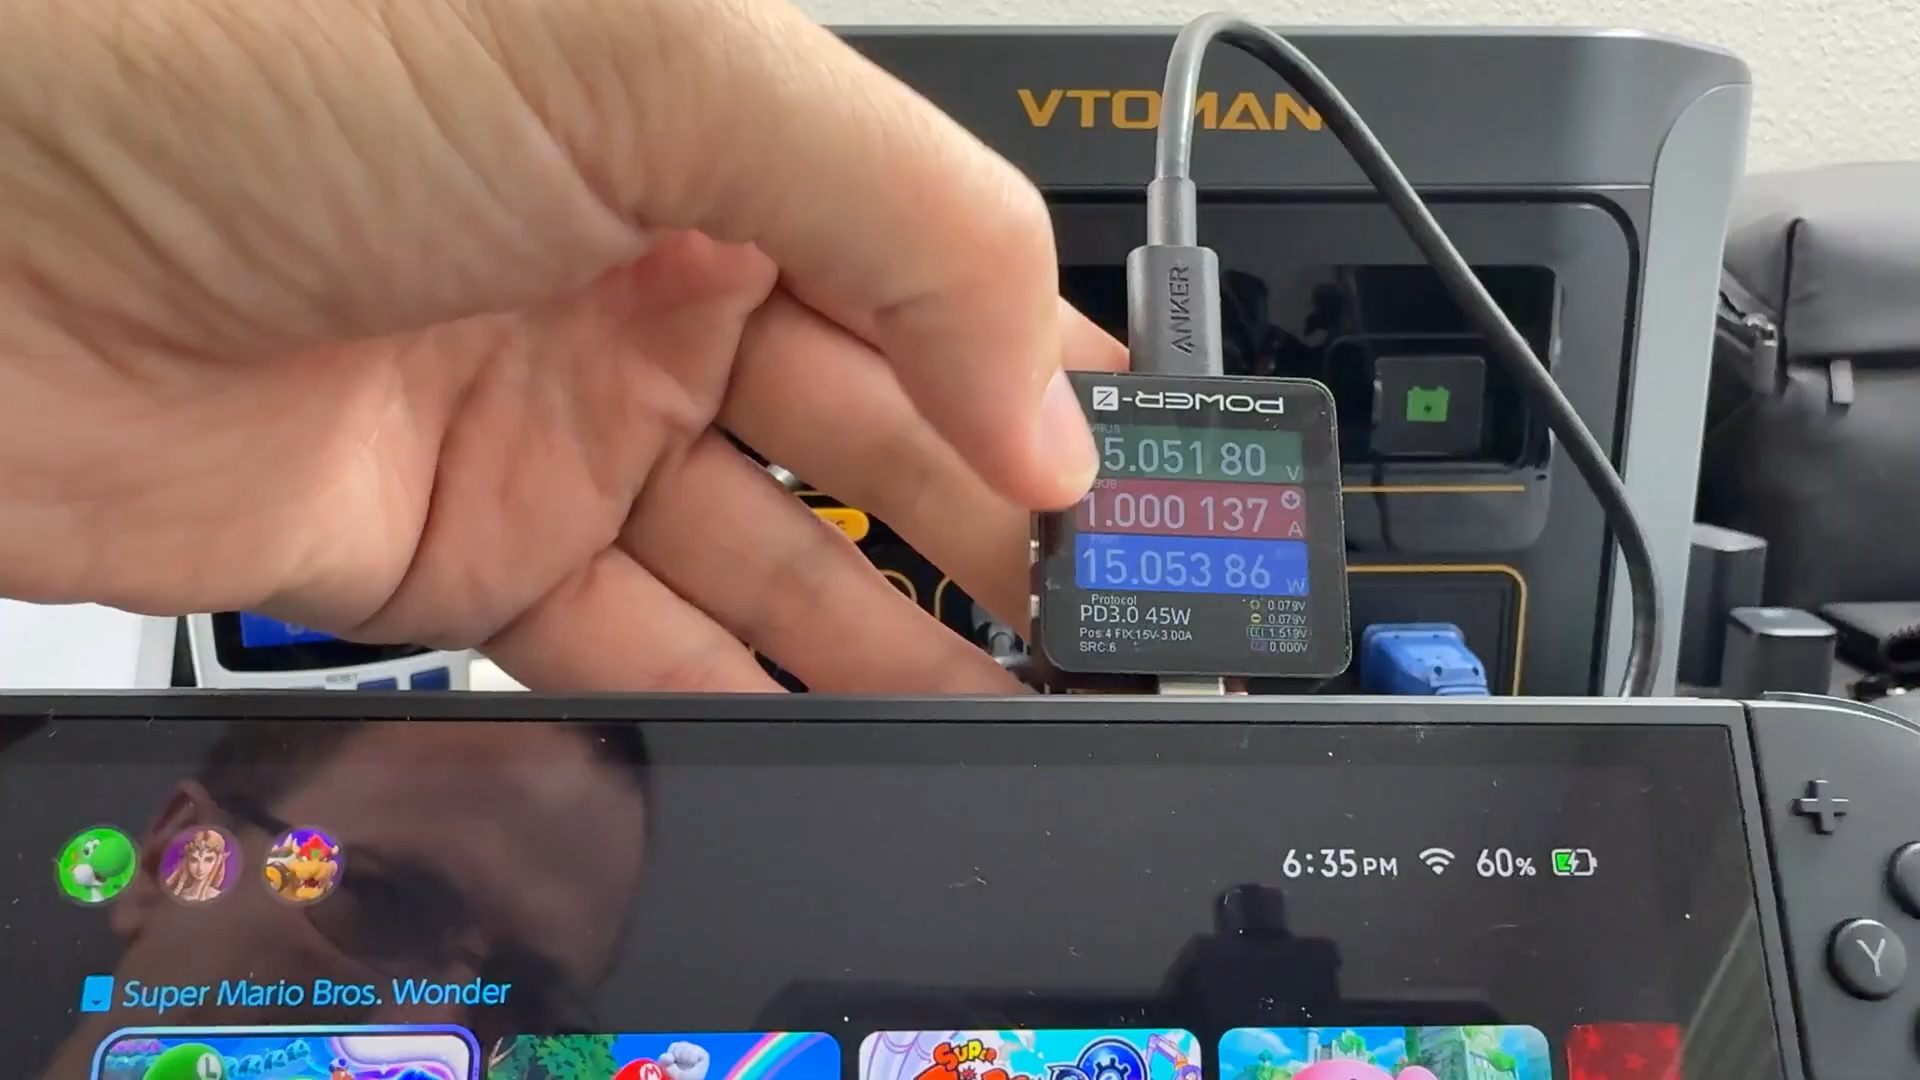 VTOMAN
ANKER
POWER-Z
5.051 80 V
1.000 137 A
15.053 86 W
Protocol
PD3.0 45W
Pos:4 FIX:15V-3.00A
SRC:6
0.079V
0.079V
1.519V
0.000V
6:35PM 60%
Super Mario Bros. Wonder
Y
L
M
SUPER